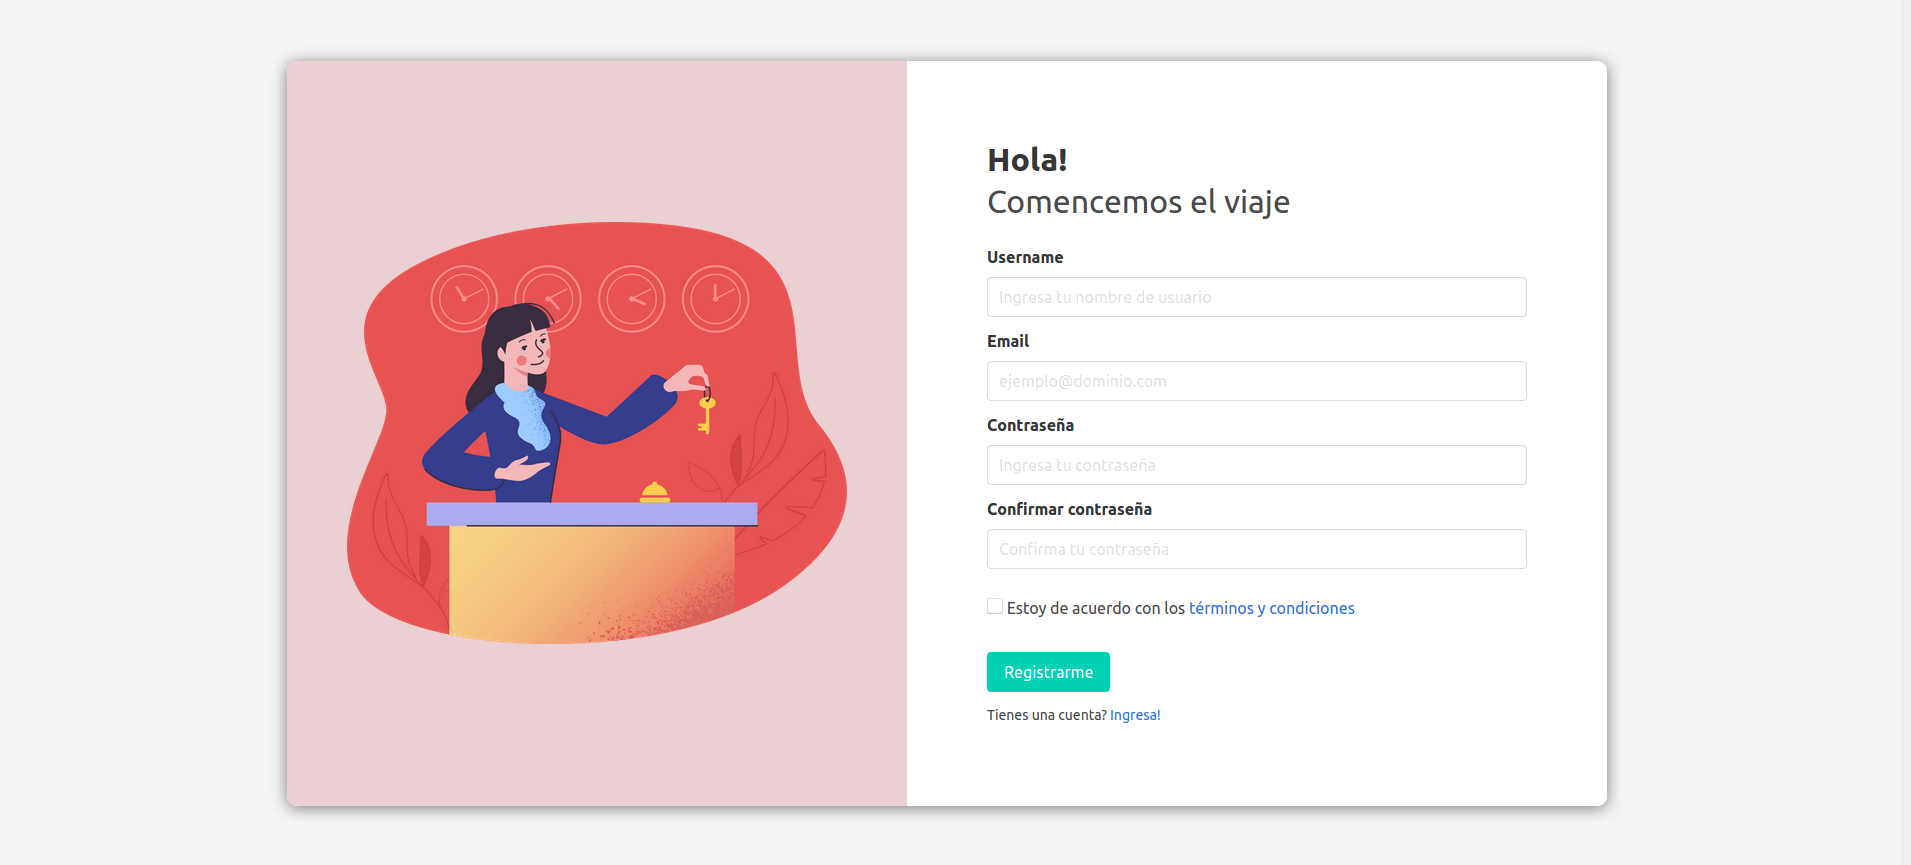 Hola!
Comencemos el viaje
Username
Ingresa tu nombre de usuario
Email
ejemplo@dominio.com
Contraseña
Ingresa tu contraseña
Confirmar contraseña
Confirma tu contraseña
Estoy de acuerdo con los términos y condiciones
Registrarme
Tienes una cuenta? Ingresa!